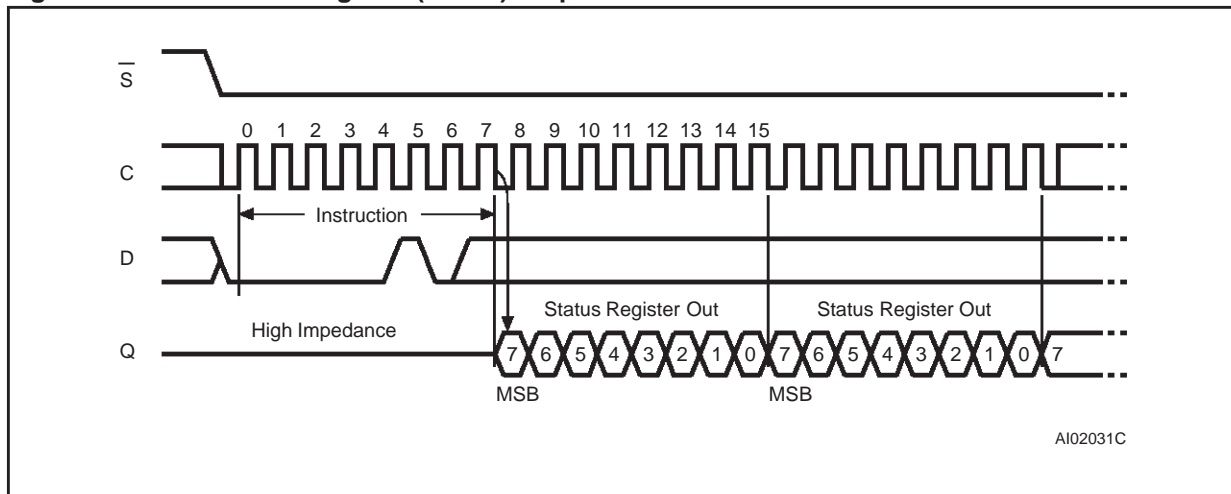 S
0 1 2 3 4 5 6 7 8 9 10 11 12 13 14 15
C
Instruction
D
Status Register Out Status Register Out
High Impedance
Q 7 6 5 4 3 2 1 0 7 6 5 4 3 2 1 0 7
MSB MSB
AI02031C